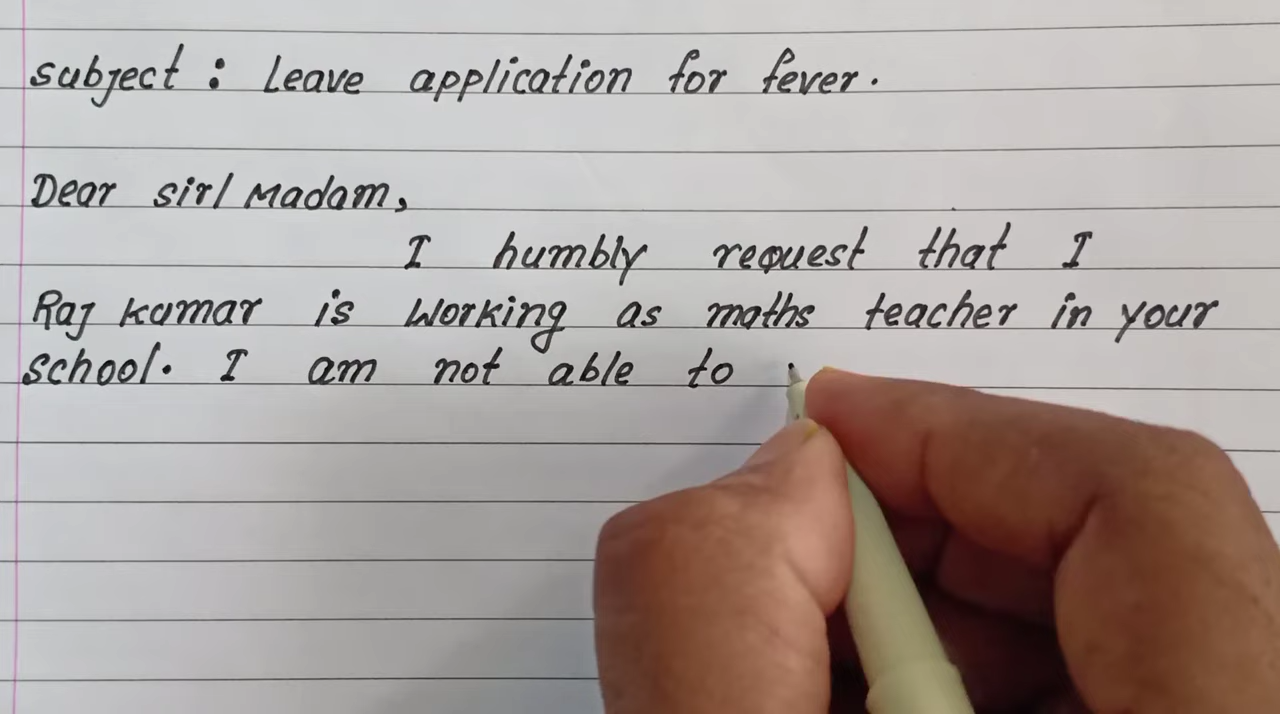 subject : Leave application for fever.
Dear sir/ Madam,
I humbly request that I
Raj kumar is working as maths teacher in your
school. I am not able to